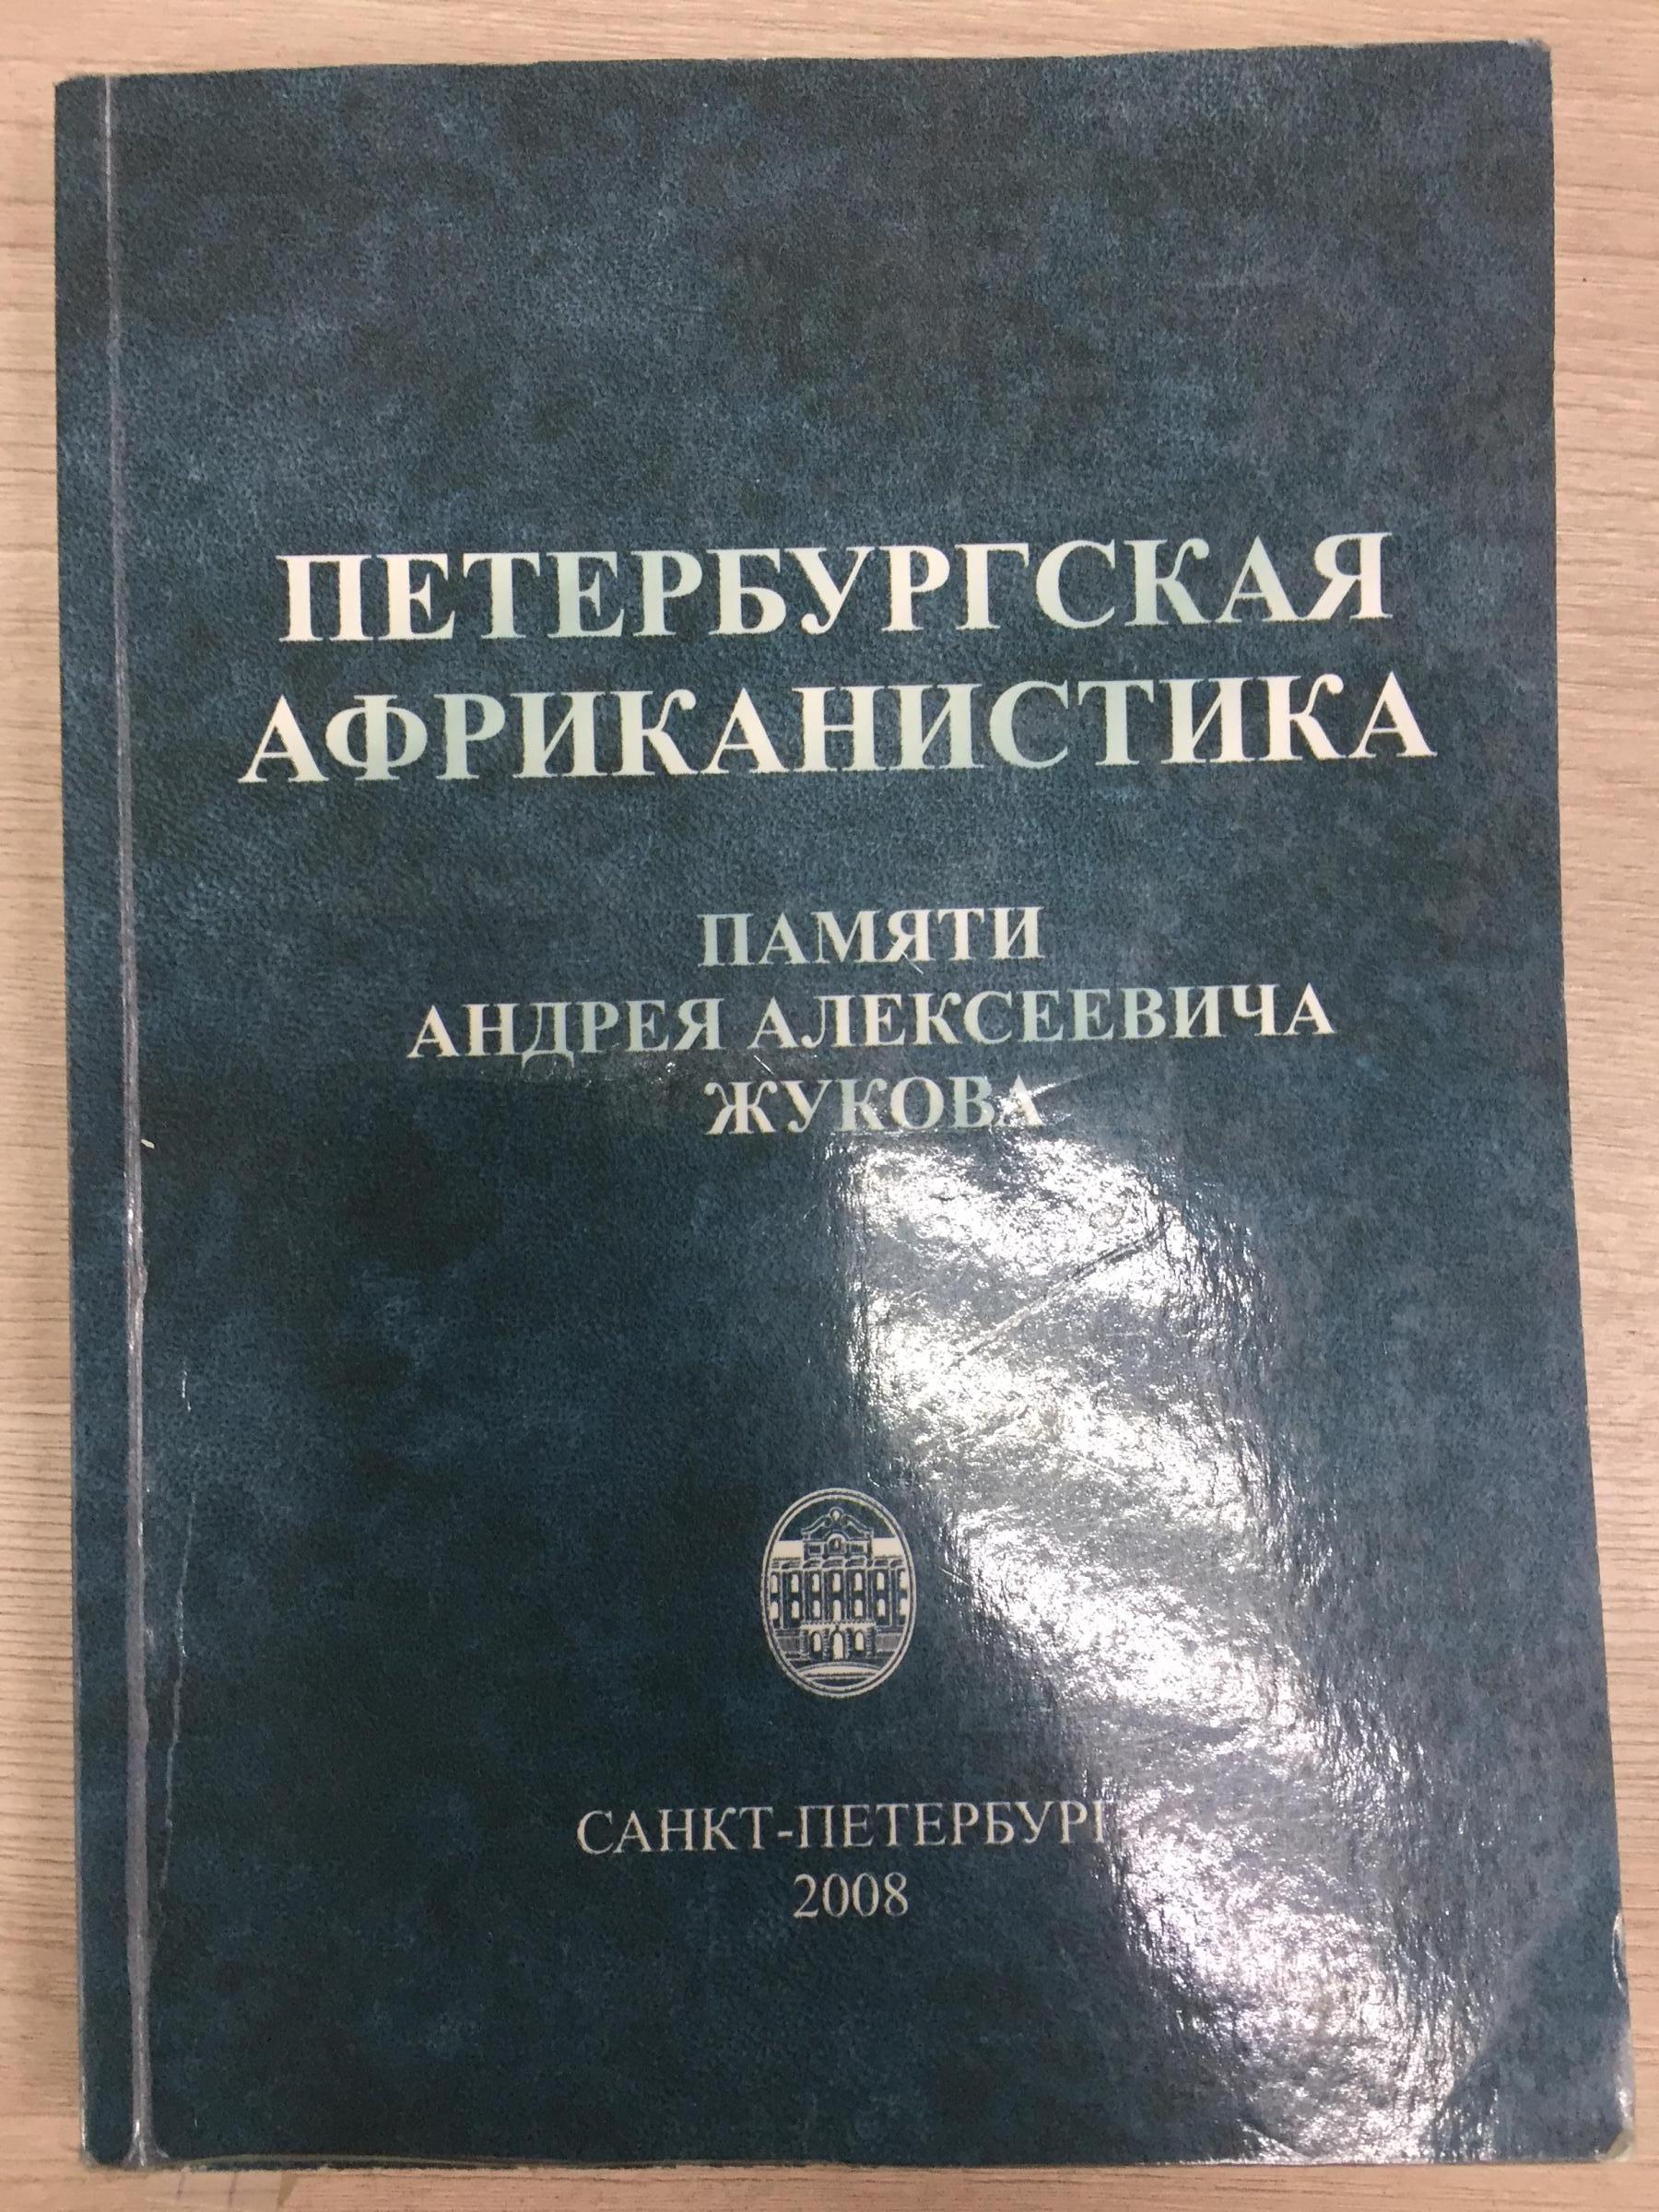 ПЕТЕРБУРГСКАЯ
АФРИКАНИСТИКА
ПАМЯТИ
АНДРЕЯ АЛЕКСЕЕВИЧА
ЖУКОВА
САНКТ-ПЕТЕРБУРГ
2008